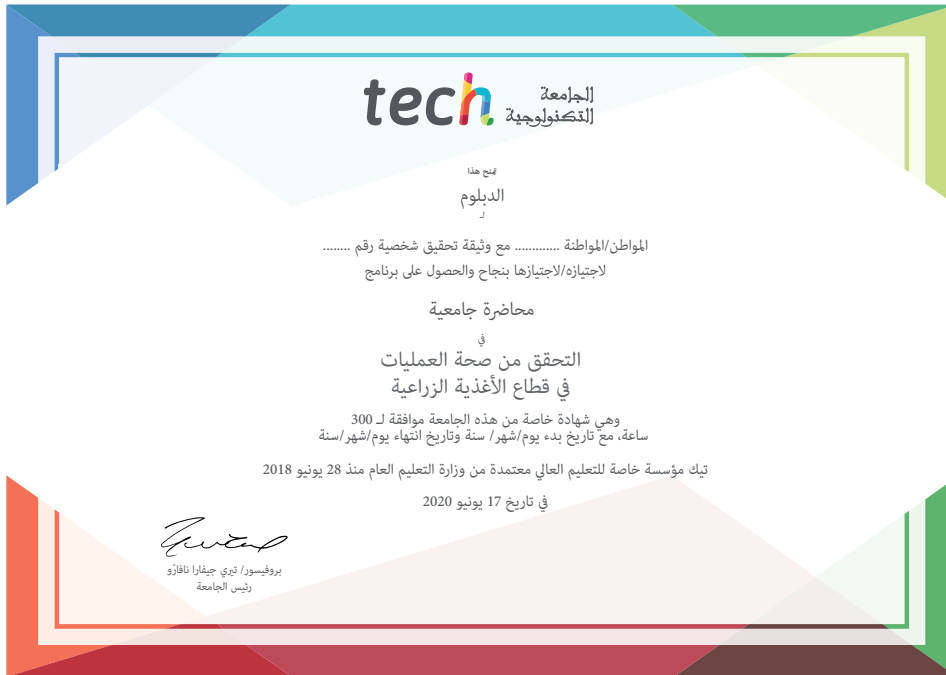 tech
الجامعة
التكنولوجية
يمنح هذا
الدبلوم
لـ
المواطن/المواطنة ............ مع وثيقة تحقيق شخصية رقم ........
لاجتيازه/لاجتيازها بنجاح والحصول على برنامج
محاضرة جامعية
في
التحقق من صحة العمليات
في قطاع الأغذية الزراعية
وهي شهادة خاصة من هذه الجامعة موافقة لـ 300
ساعة، مع تاريخ بدء يوم/شهر/ سنة وتاريخ انتهاء يوم/شهر/سنة
تيك مؤسسة خاصة للتعليم العالي معتمدة من وزارة التعليم العام منذ 28 يونيو 2018
في تاريخ 17 يونيو 2020
بروفيسور/ تيري جيفارا نافارّو
رئيس الجامعة